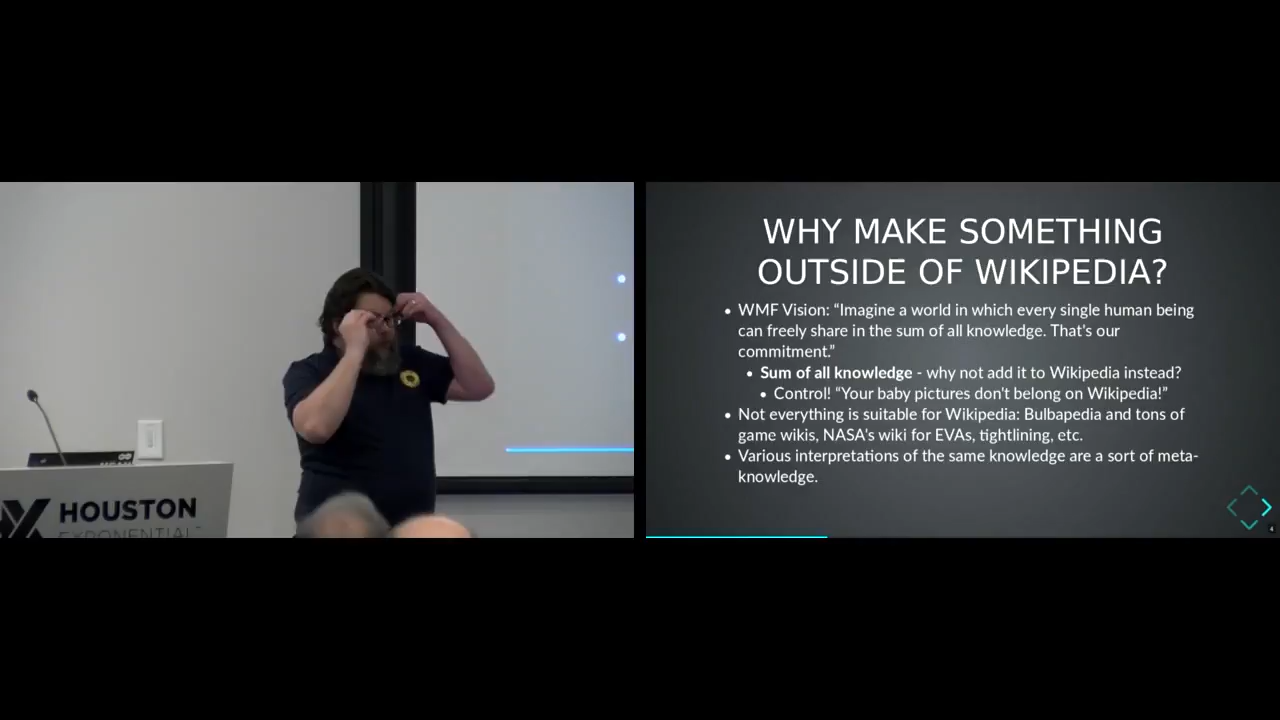 HOUSTON
EXPONENTIAL
WHY MAKE SOMETHING
OUTSIDE OF WIKIPEDIA?
• WMF Vision: “Imagine a world in which every single human being
can freely share in the sum of all knowledge. That's our
commitment.”
• Sum of all knowledge - why not add it to Wikipedia instead?
• Control! “Your baby pictures don't belong on Wikipedia!”
• Not everything is suitable for Wikipedia: Bulbapedia and tons of
game wikis, NASA's wiki for EVAs, tightlining, etc.
• Various interpretations of the same knowledge are a sort of meta-
knowledge.
4